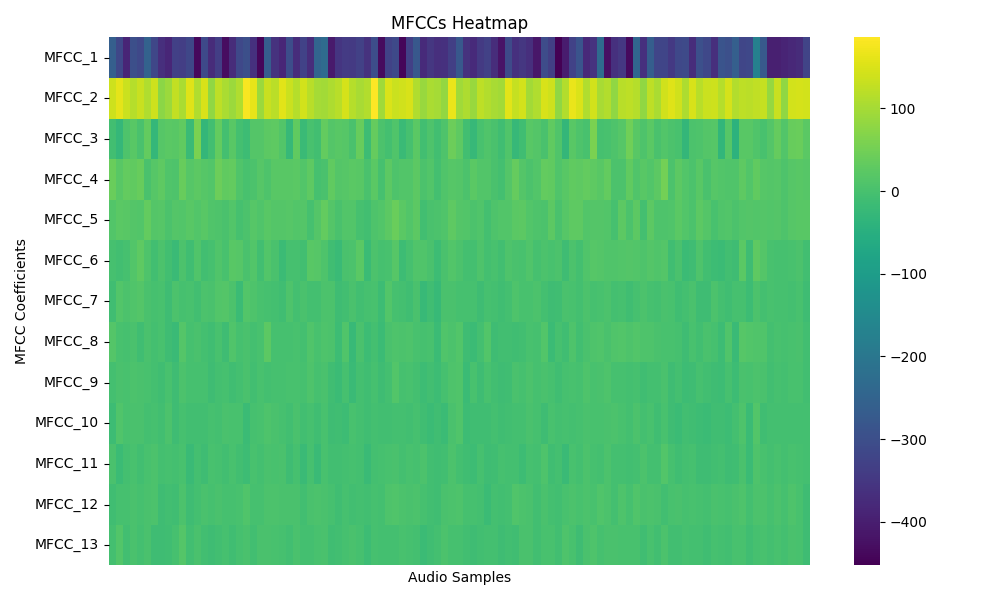 MFCCs Heatmap
MFCC_1
MFCC_2
MFCC_3
MFCC_4
MFCC_5
MFCC_6
MFCC_7
MFCC_8
MFCC_9
MFCC_10
MFCC_11
MFCC_12
MFCC_13
MFCC Coefficients
Audio Samples
100
0
−100
−200
−300
−400